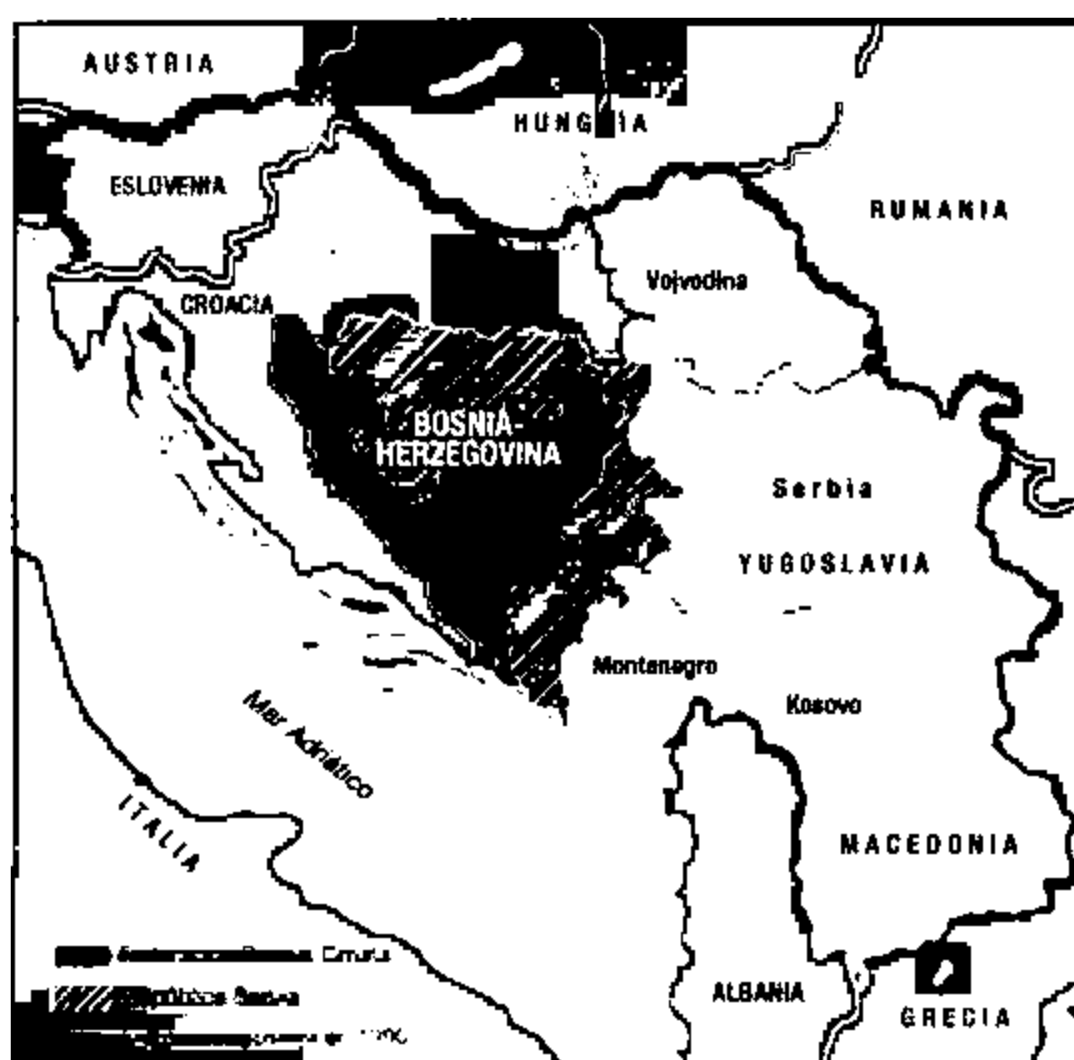 AUSTRIA
HUNG IA
ESLOVENIA
RUMANIA
Vojvodina
CROACIA
BOSNIA-
HERZEGOVINA
Serbia
YUGOSLAVIA
Montenegro
Kosovo
Mar Adriático
ITALIA
MACEDONIA
ALBANIA
GRECIA